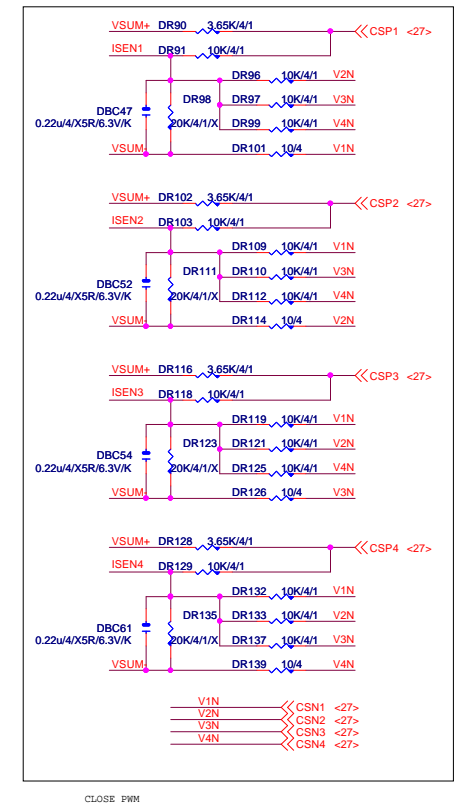 VSUM+ DR90 3.65K/4/1 CSP1 <27>
ISEN1 DR91 10K/4/1
DR96 10K/4/1 V2N
DBC47 DR98 DR97 10K/4/1 V3N
0.22u/4/X5R/6.3V/K 20K/4/1/X DR99 10K/4/1 V4N
VSUM- DR101 10/4 V1N
VSUM+ DR102 3.65K/4/1 CSP2 <27>
ISEN2 DR103 10K/4/1
DR109 10K/4/1 V1N
DBC52 DR111 DR110 10K/4/1 V3N
0.22u/4/X5R/6.3V/K 20K/4/1/X DR112 10K/4/1 V4N
VSUM- DR114 10/4 V2N
VSUM+ DR116 3.65K/4/1 CSP3 <27>
ISEN3 DR118 10K/4/1
DR119 10K/4/1 V1N
DBC54 DR123 DR121 10K/4/1 V2N
0.22u/4/X5R/6.3V/K 20K/4/1/X DR125 10K/4/1 V4N
VSUM- DR126 10/4 V3N
VSUM+ DR128 3.65K/4/1 CSP4 <27>
ISEN4 DR129 10K/4/1
DR132 10K/4/1 V1N
DBC61 DR135 DR133 10K/4/1 V2N
0.22u/4/X5R/6.3V/K 20K/4/1/X DR137 10K/4/1 V3N
VSUM- DR139 10/4 V4N
V1N CSN1 <27>
V2N CSN2 <27>
V3N CSN3 <27>
V4N CSN4 <27>
CLOSE PWM